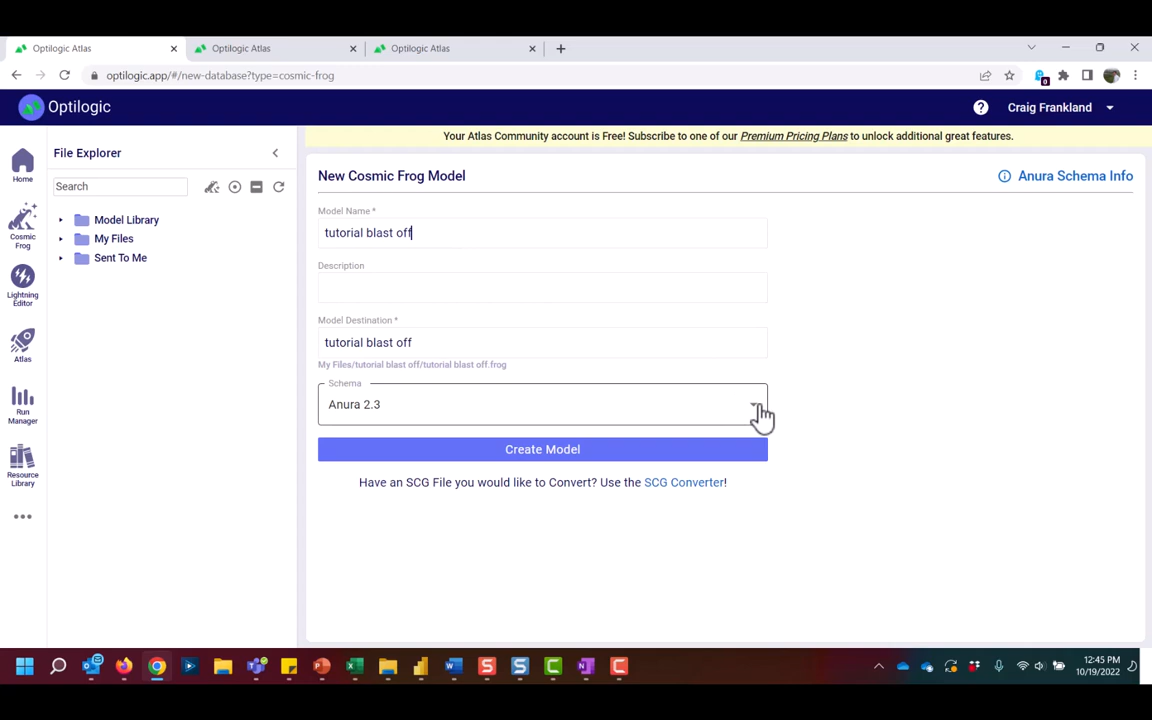 Optilogic Atlas
Optilogic Atlas
Optilogic Atlas
optilogic.app/#/new-database?type=cosmic-frog
0
Optilogic
Craig Frankland
Your Atlas Community account is Free! Subscribe to one of our Premium Pricing Plans to unlock additional great features.
Home
Cosmic
Frog
Lightning
Editor
Atlas
Run
Manager
Resource
Library
File Explorer
Search
Model Library
My Files
Sent To Me
New Cosmic Frog Model
Anura Schema Info
Model Name *
tutorial blast off
Description
Model Destination *
tutorial blast off
My Files/tutorial blast off/tutorial blast off.frog
Schema
Anura 2.3
Create Model
Have an SCG File you would like to Convert? Use the SCG Converter!
12:45 PM
10/19/2022